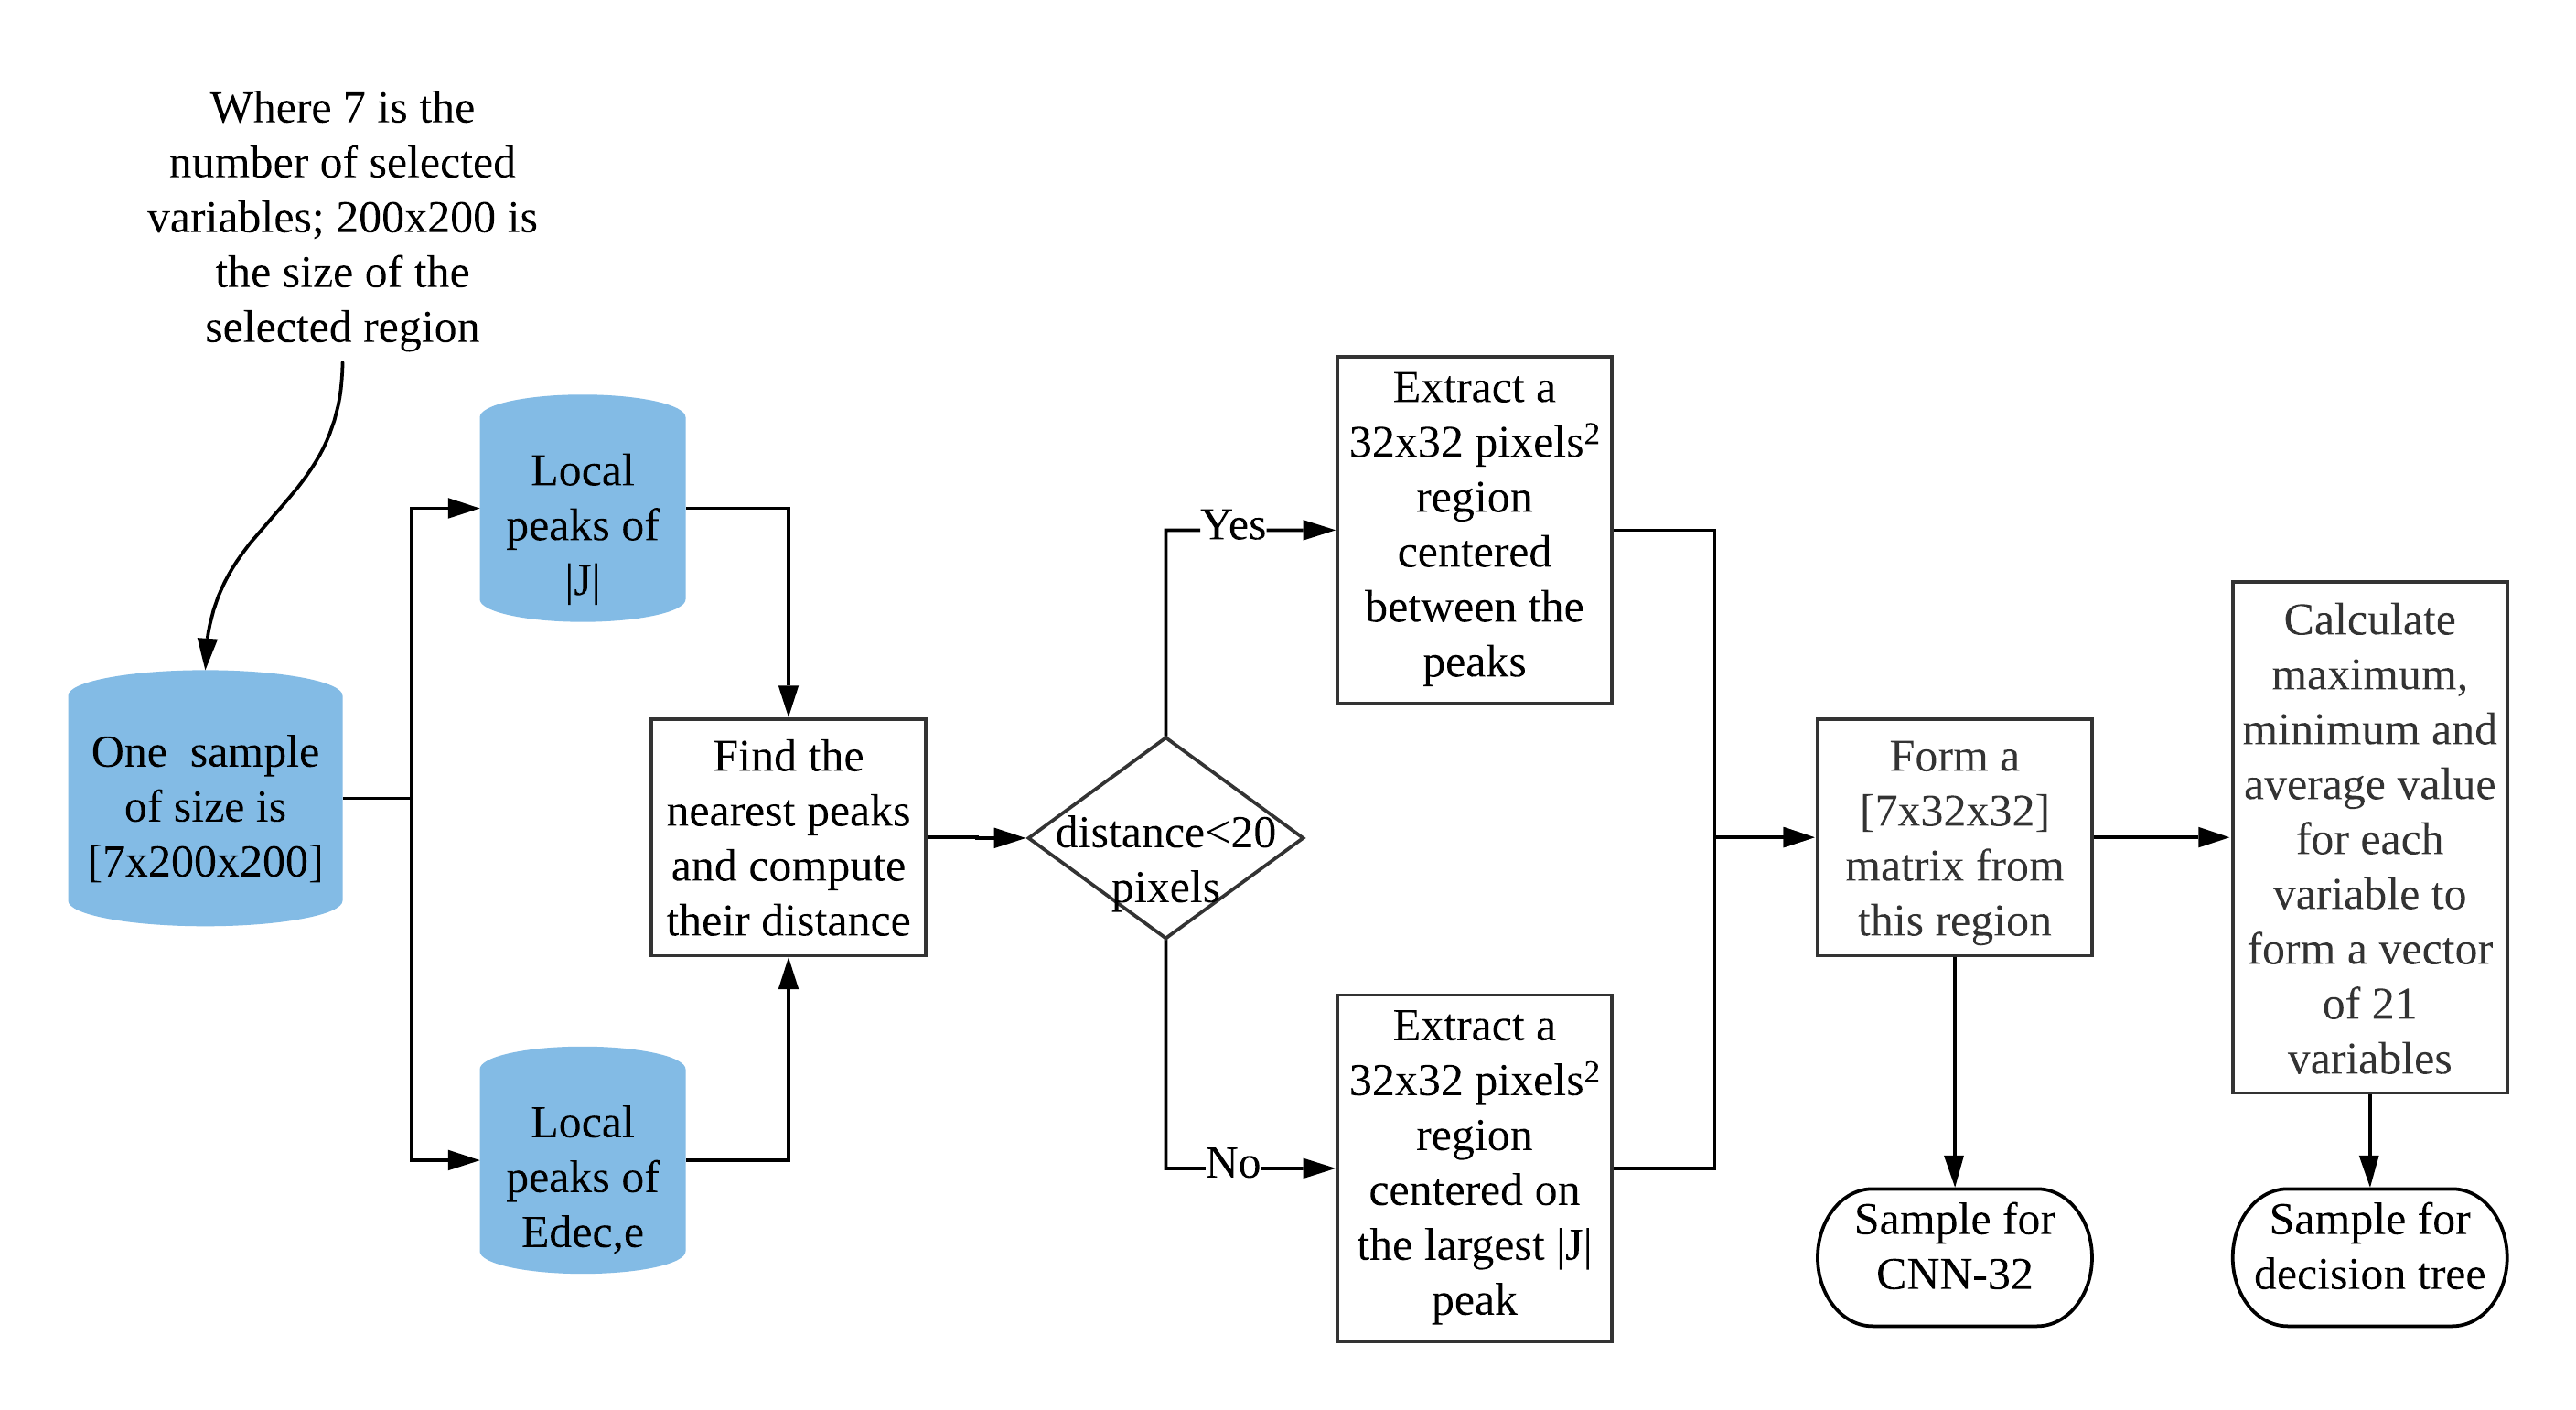 Where 7 is the
number of selected
variables; 200x200 is
the size of the
selected region
One  sample
of size is
[7x200x200]
Local
peaks of
|J|
Local
peaks of
Edec,e
Find the
nearest peaks
and compute
their distance
distance<20
pixels
Yes
No
Extract a
32x32 pixels²
region
centered
between the
peaks
Extract a
32x32 pixels²
region
centered on
the largest |J|
peak
Form a
[7x32x32]
matrix from
this region
Calculate
maximum,
minimum and
average value
for each
variable to
form a vector
of 21
variables
Sample for
CNN-32
Sample for
decision tree